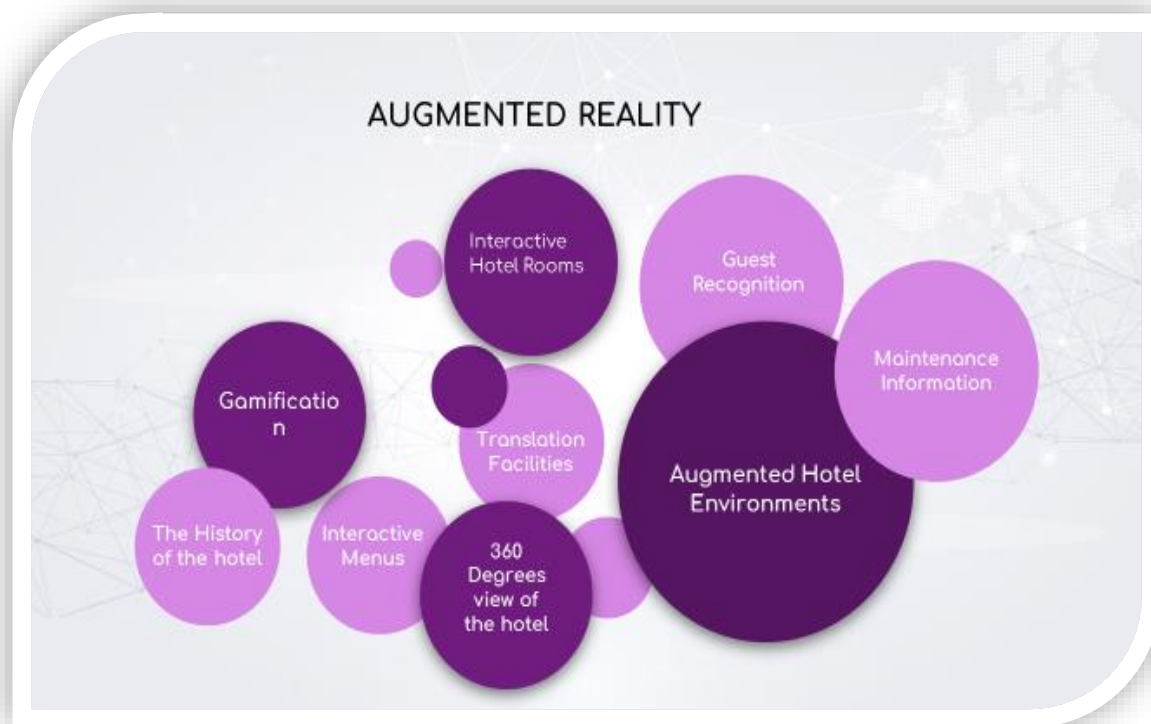 AUGMENTED REALITY
Interactive
Hotel Rooms
Guest
Recognition
Maintenance
Information
Gamificatio
n
Translation
Facilities
Augmented Hotel
Environments
The History
of the hotel
Interactive
Menus
360
Degrees
view of
the hotel